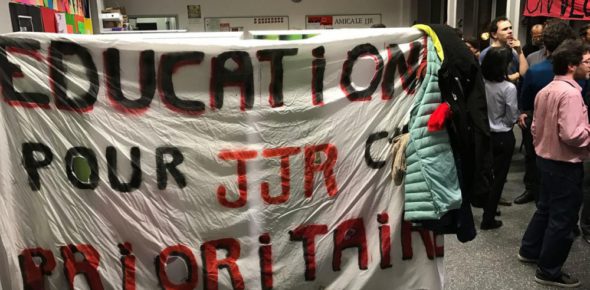 AMICALE JJR
EDUCATION
POUR JJR
PRIORITAIRE